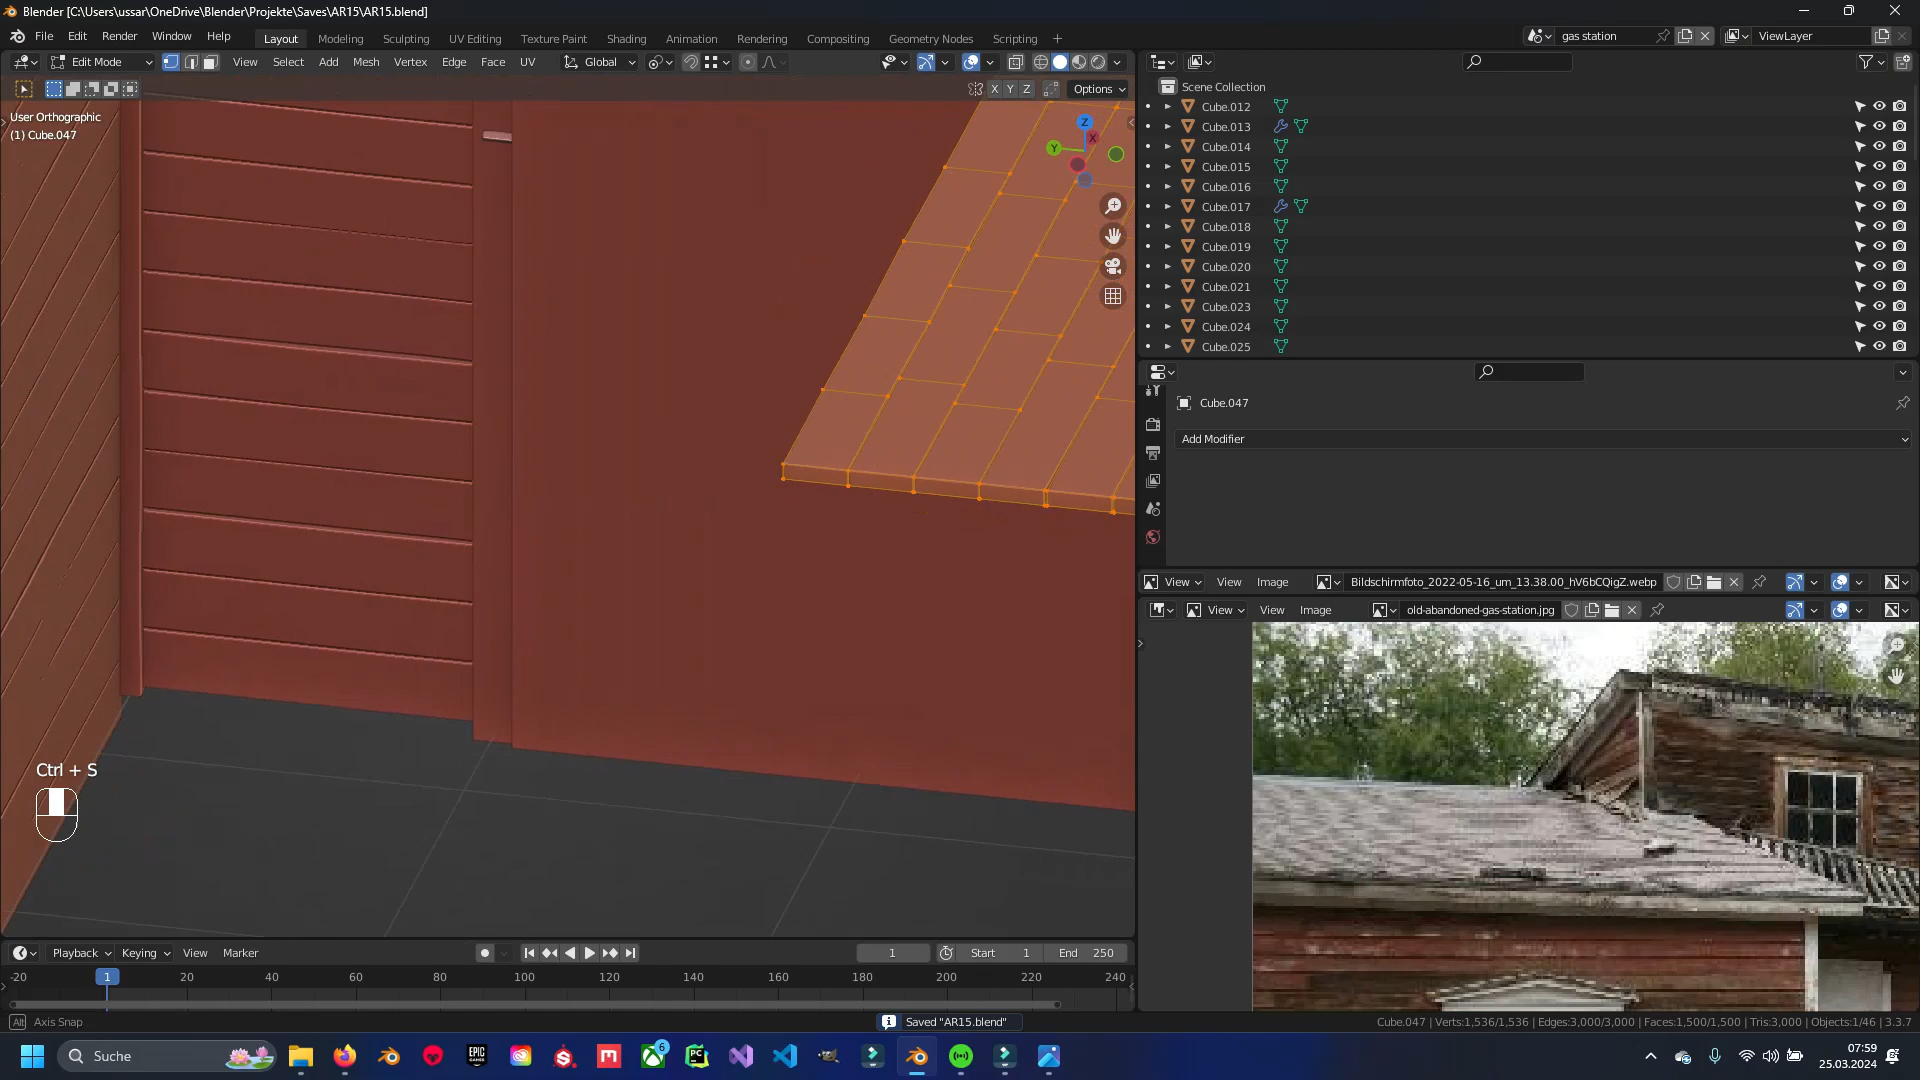 Blender [C:\Users\ussar\OneDrive\Blender\Projekte\Saves\AR15\AR15.blend]
File Edit Render Window Help Layout Modeling Sculpting UV Editing Texture Paint Shading Animation Rendering Compositing Geometry Nodes Scripting + gas station ViewLayer
Edit Mode View Select Add Mesh Vertex Edge Face UV Global
X Y Z Options
User Orthographic
(1) Cube.047
Z
X
Y
Scene Collection
Cube.012
Cube.013
Cube.014
Cube.015
Cube.016
Cube.017
Cube.018
Cube.019
Cube.020
Cube.021
Cube.023
Cube.024
Cube.025
Cube.047
Add Modifier
View View Image Bildschirmfoto_2022-05-16_um_13.38.00_hV6bCQigZ.webp
View View Image old-abandoned-gas-station.jpg
Ctrl + S
Playback Keying View Marker 1 Start 1 End 250
-20 1 20 40 60 80 100 120 140 160 180 200 220 240
Alt Axis Snap Saved "AR15.blend" Cube.047 | Verts:1,536/1,536 | Edges:3,000/3,000 | Faces:1,500/1,500 | Tris:3,000 | Objects:1/46 | 3.3.7
Suche EPIC GAMES 6 PC 07:59
25.03.2024